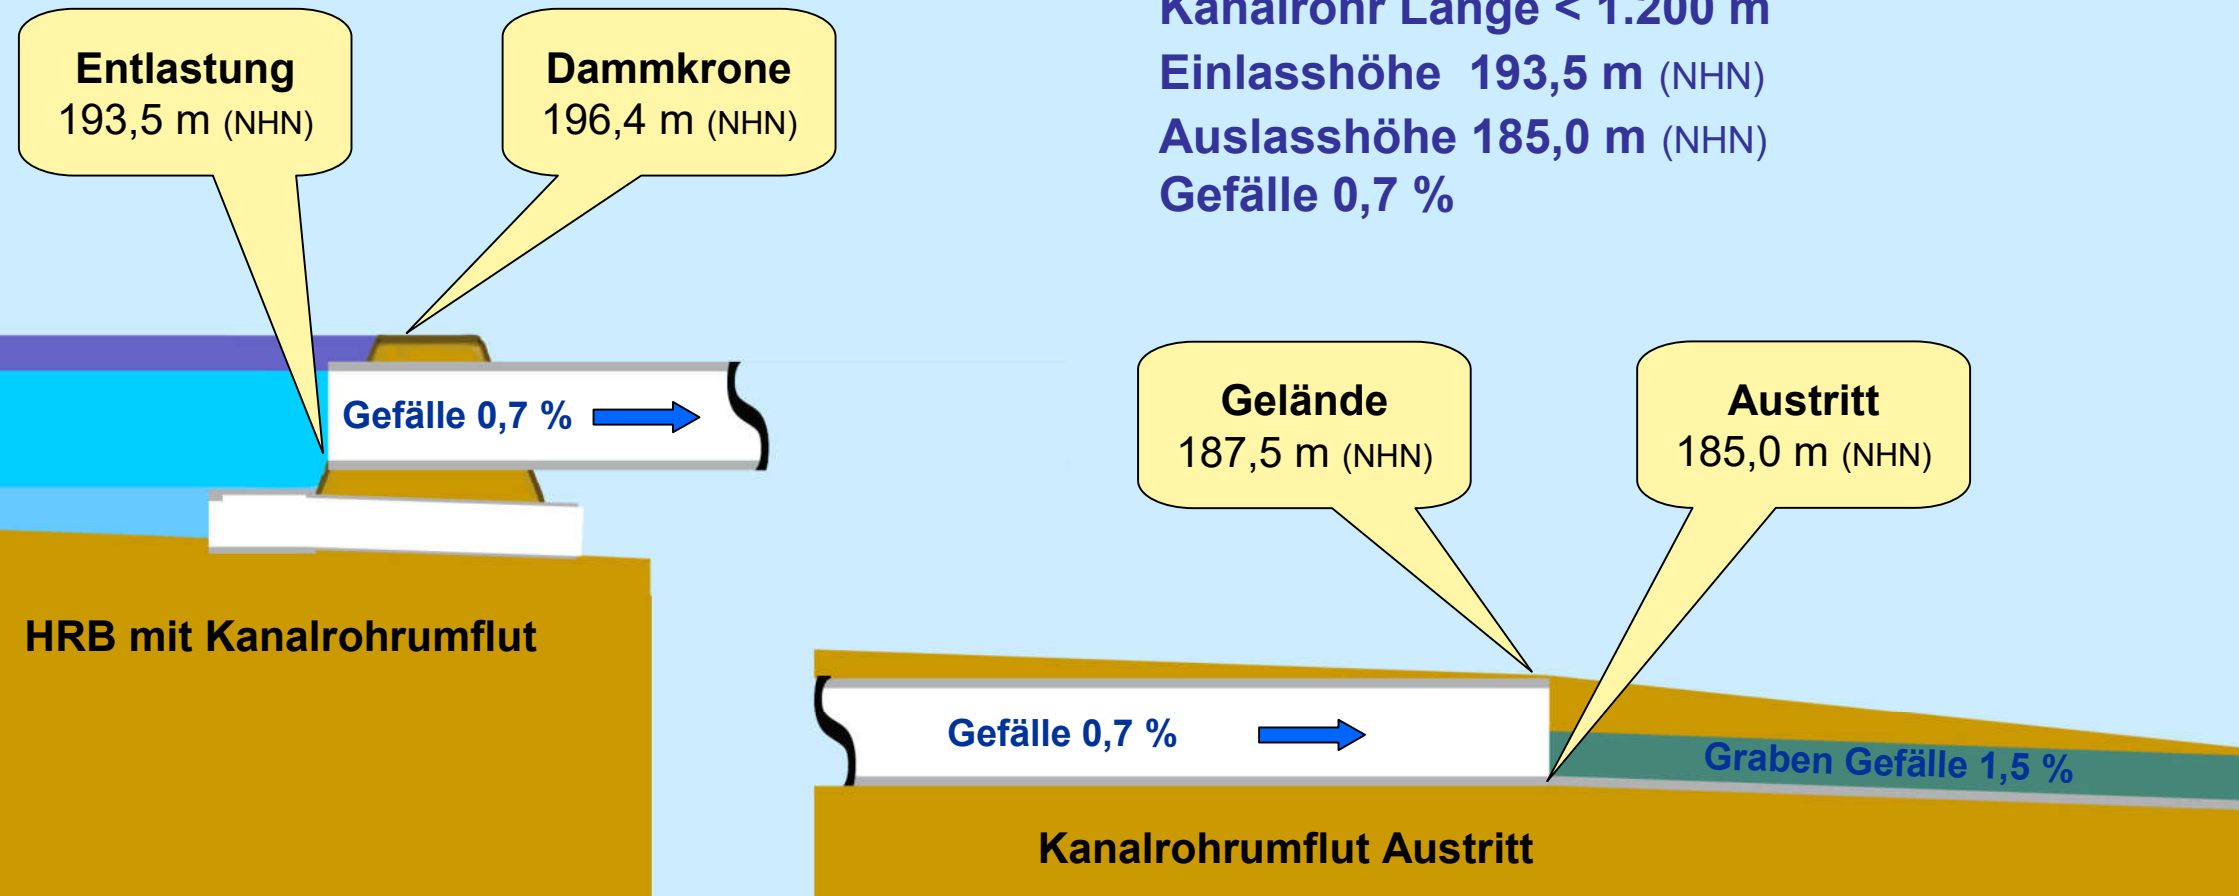 Kanalrohr Länge < 1.200 m
Einlasshöhe 193,5 m (NHN)
Auslasshöhe 185,0 m (NHN)
Gefälle 0,7 %
Entlastung
193,5 m (NHN)
Dammkrone
196,4 m (NHN)
Gefälle 0,7 %
Gelände
187,5 m (NHN)
Austritt
185,0 m (NHN)
HRB mit Kanalrohrumflut
Gefälle 0,7 %
Graben Gefälle 1,5 %
Kanalrohrumflut Austritt